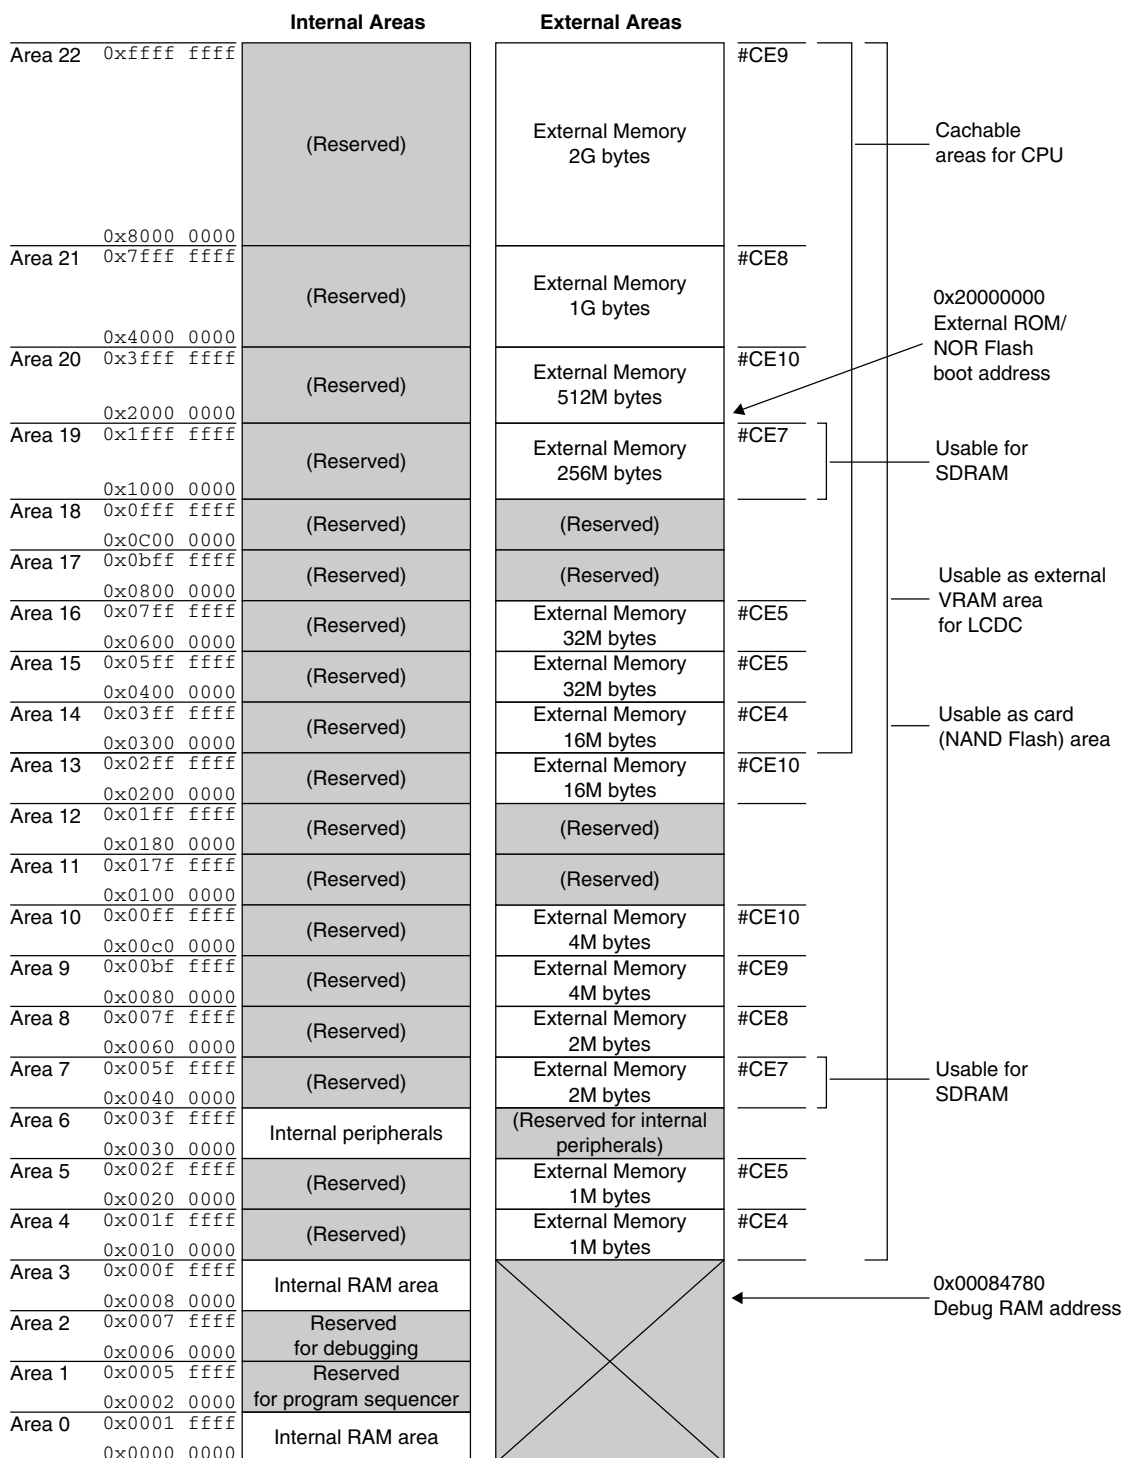 Internal Areas
External Areas
Area 22 0xffff ffff
#CE9
(Reserved)
External Memory
2G bytes
Cachable
areas for CPU
0x8000 0000
Area 21 0x7fff ffff
#CE8
(Reserved)
External Memory
1G bytes
0x20000000
External ROM/
NOR Flash
boot address
0x4000 0000
Area 20 0x3fff ffff
#CE10
(Reserved)
External Memory
512M bytes
0x2000 0000
Area 19 0x1fff ffff
#CE7
(Reserved)
External Memory
256M bytes
Usable for
SDRAM
0x1000 0000
Area 18 0x0fff ffff
(Reserved)
(Reserved)
0x0C00 0000
Area 17 0x0bff ffff
(Reserved)
(Reserved)
0x0800 0000
Usable as external
VRAM area
for LCDC
Area 16 0x07ff ffff
(Reserved)
External Memory
32M bytes
#CE5
0x0600 0000
Area 15 0x05ff ffff
(Reserved)
External Memory
32M bytes
#CE5
0x0400 0000
Area 14 0x03ff ffff
(Reserved)
External Memory
16M bytes
#CE4
Usable as card
(NAND Flash) area
0x0300 0000
Area 13 0x02ff ffff
(Reserved)
External Memory
16M bytes
#CE10
0x0200 0000
Area 12 0x01ff ffff
(Reserved)
(Reserved)
0x0180 0000
Area 11 0x017f ffff
(Reserved)
(Reserved)
0x0100 0000
Area 10 0x00ff ffff
(Reserved)
External Memory
4M bytes
#CE10
0x00c0 0000
Area 9 0x00bf ffff
(Reserved)
External Memory
4M bytes
#CE9
0x0080 0000
Area 8 0x007f ffff
(Reserved)
External Memory
2M bytes
#CE8
0x0060 0000
Area 7 0x005f ffff
(Reserved)
External Memory
2M bytes
#CE7
Usable for
SDRAM
0x0040 0000
Area 6 0x003f ffff
Internal peripherals
(Reserved for internal
peripherals)
0x0030 0000
Area 5 0x002f ffff
(Reserved)
External Memory
1M bytes
#CE5
0x0020 0000
Area 4 0x001f ffff
(Reserved)
External Memory
1M bytes
#CE4
0x0010 0000
Area 3 0x000f ffff
Internal RAM area
0x00084780
Debug RAM address
0x0008 0000
Area 2 0x0007 ffff
Reserved
for debugging
0x0006 0000
Area 1 0x0005 ffff
Reserved
for program sequencer
0x0002 0000
Area 0 0x0001 ffff
Internal RAM area
0x0000 0000